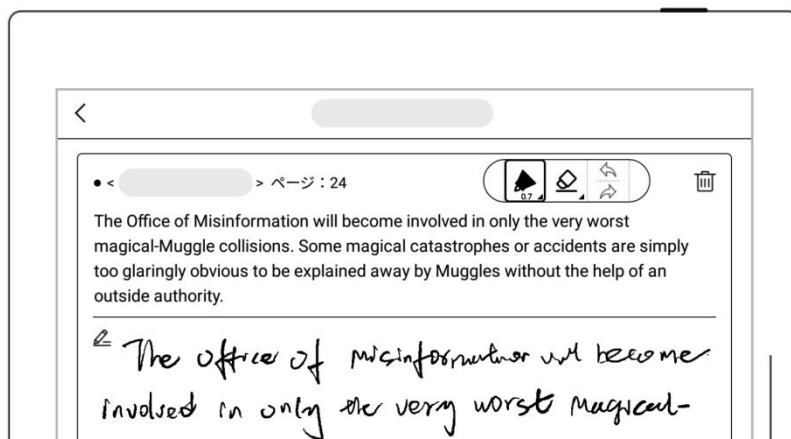 • < > ページ：24
0.7
The Office of Misinformation will become involved in only the very worst
magical-Muggle collisions. Some magical catastrophes or accidents are simply
too glaringly obvious to be explained away by Muggles without the help of an
outside authority.
The office of misinformation will become
involved in only the very worst magical-